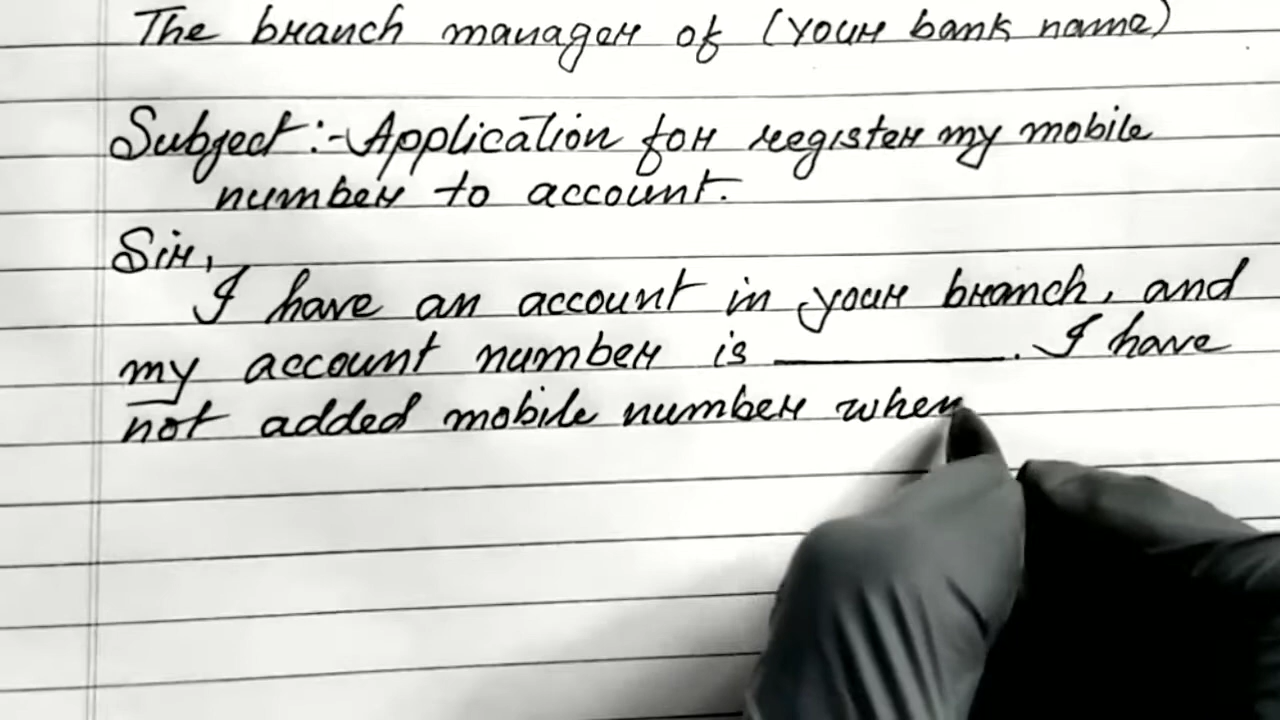 The branch manager of (your bank name)
Subject:-Application for register my mobile
number to account.
Sir,
I have an account in your branch, and
my account number is ________. I have
not added mobile number when